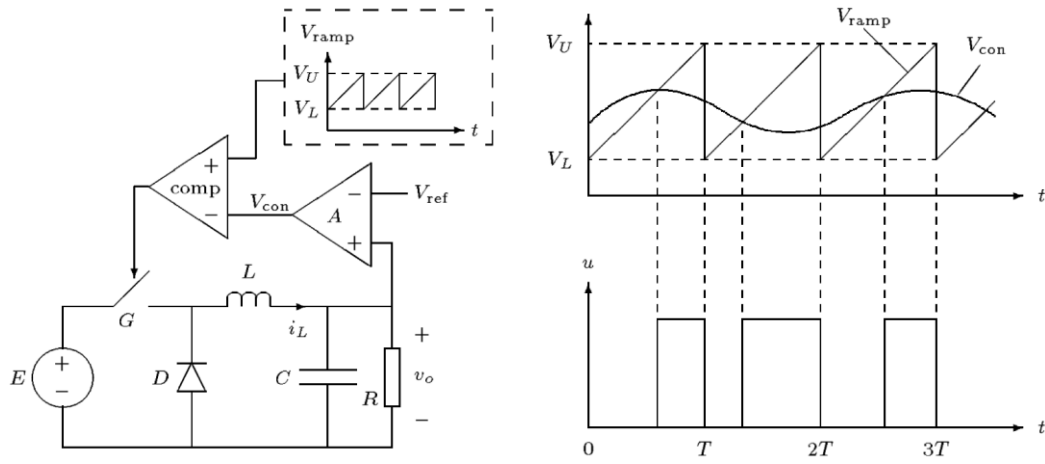 V_ramp
V_U
V_L
t
+
comp
−
V_con
−
A
+
V_ref
G
L
i_L
E
+
−
D
C
R
+
v_o
−
V_ramp
V_U
V_con
V_L
t
u
t
0 T 2T 3T